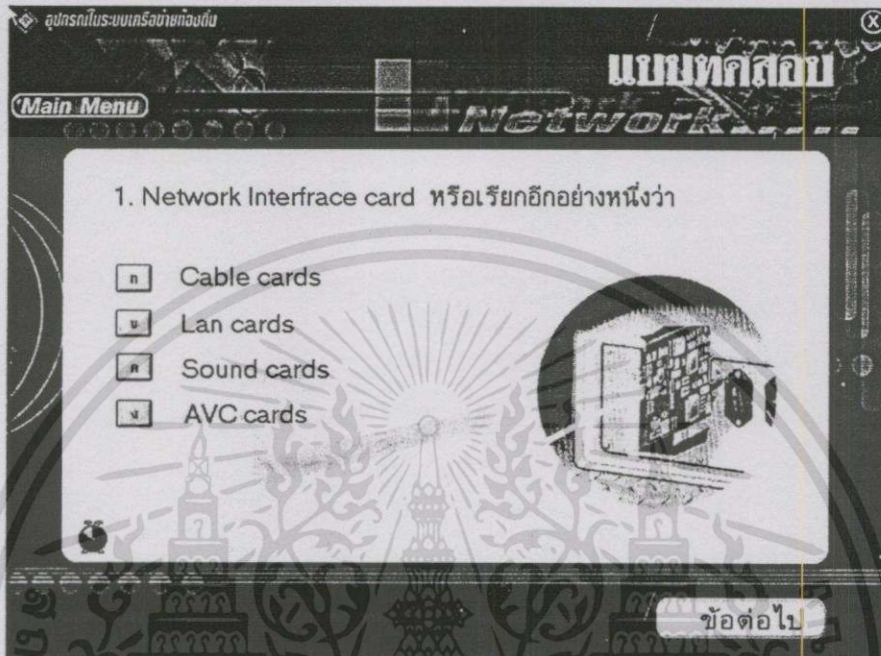 อุปกรณ์ในระบบเครือข่ายท้องถิ่น
X
แบบทดสอบ
Main Menu
Network
1. Network Interfrace card หรือเรียกอีกอย่างหนึ่งว่า
ก Cable cards
ข Lan cards
ค Sound cards
ง AVC cards
ข้อต่อไป